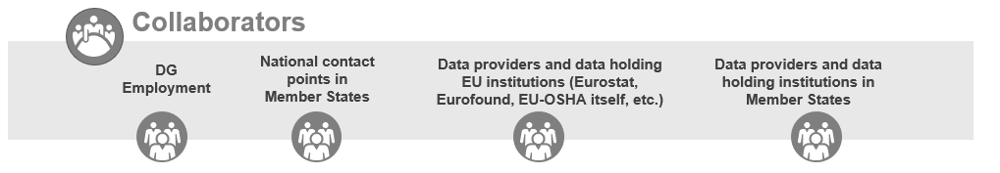 Collaborators
DG
Employment
National contact
points in
Member States
Data providers and data holding
EU institutions (Eurostat,
Eurofound, EU-OSHA itself, etc.)
Data providers and data
holding institutions in
Member States